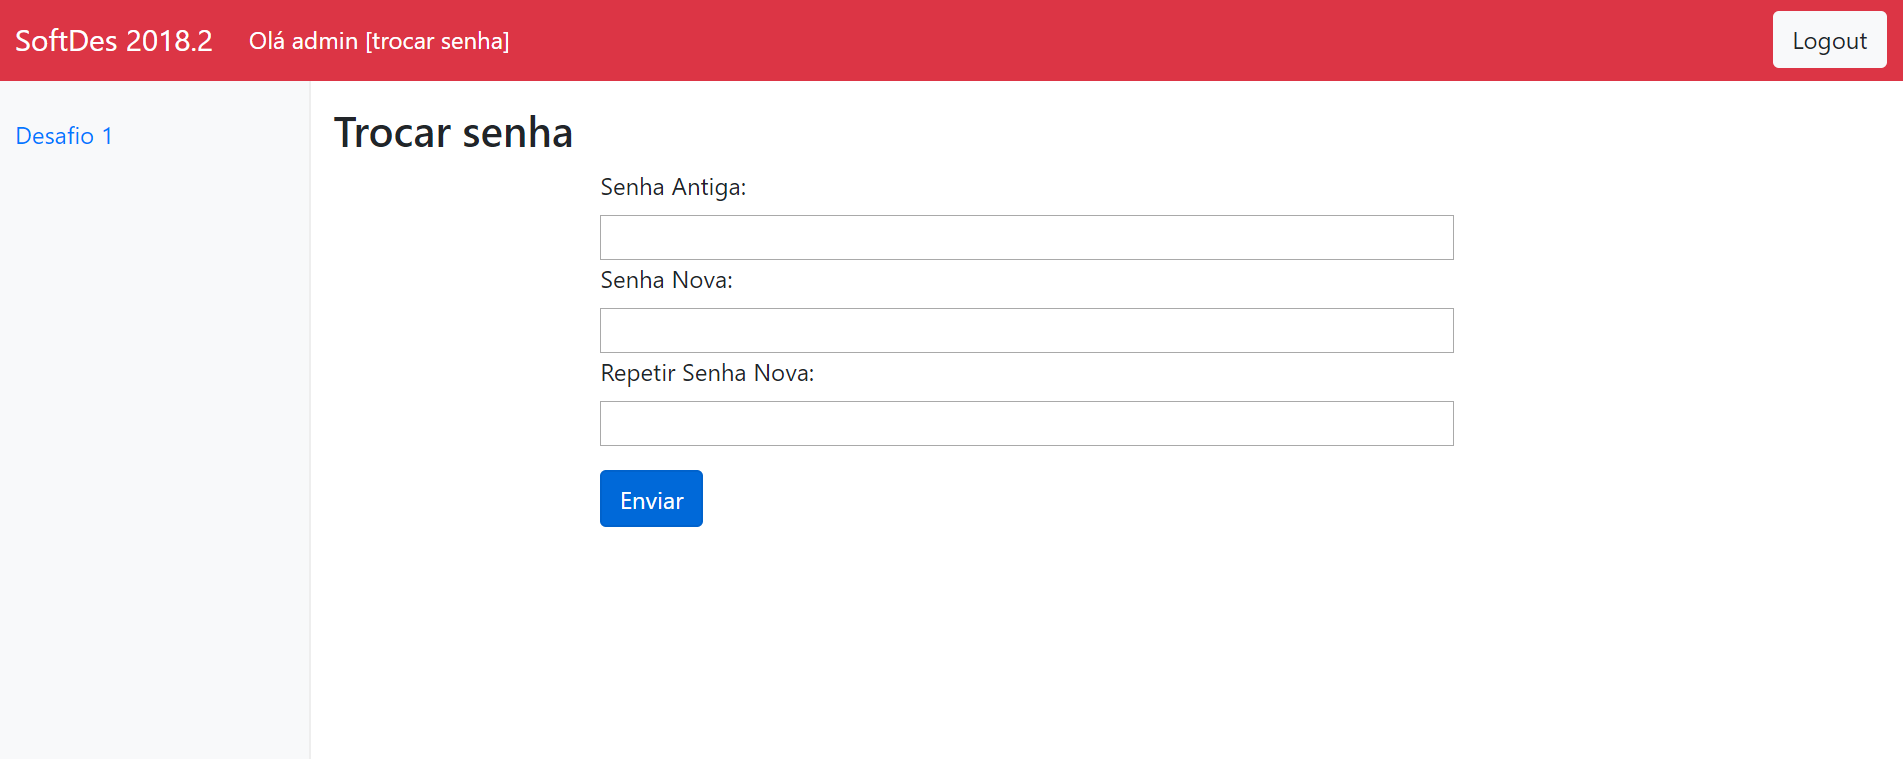 SoftDes 2018.2 Olá admin [trocar senha] Logout
Desafio 1
Trocar senha
Senha Antiga:
Senha Nova:
Repetir Senha Nova:
Enviar